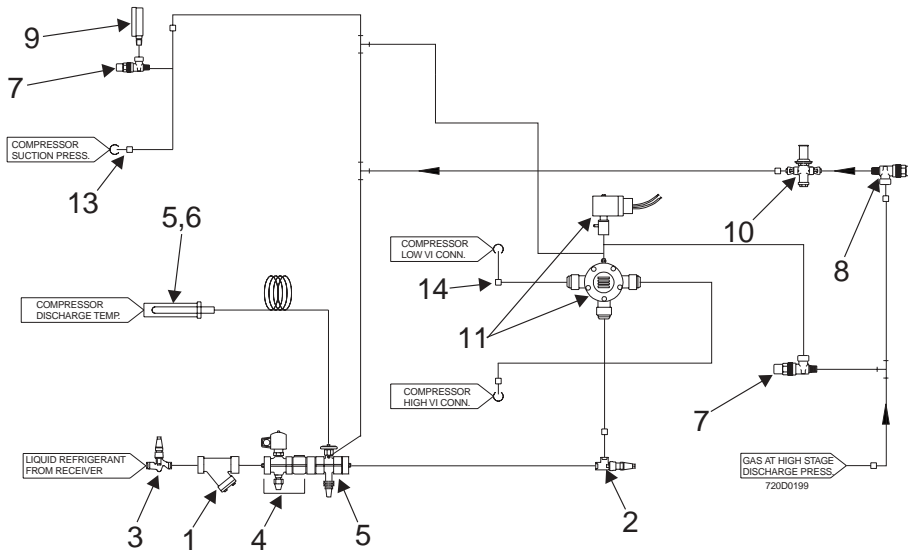 9
7
COMPRESSOR
SUCTION PRESS.
13
5,6
10
8
COMPRESSOR
LOW VI CONN.
14
COMPRESSOR
DISCHARGE TEMP.
11
COMPRESSOR
HIGH VI CONN.
7
LIQUID REFRIGERANT
FROM RECEIVER
GAS AT HIGH STAGE
DISCHARGE PRESS.
720D0199
3
1
4
5
2